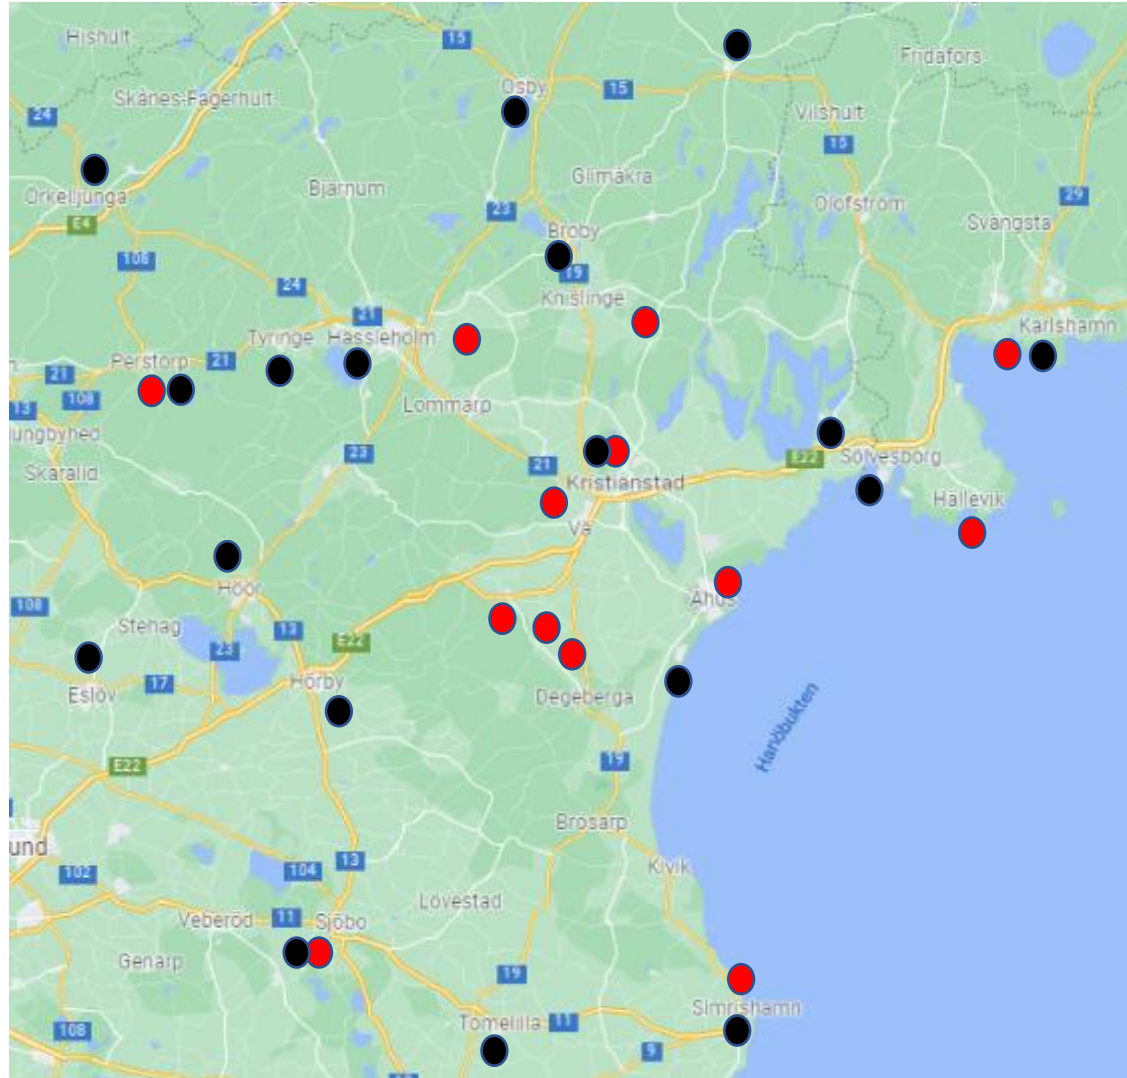 Hishult
15
Fridafors
Osby
15
Skånes-Fagerhult
24
Vilshult
15
Glimåkra
Bjärnum
Örkelljunga
29
Olofström
23
E4
Svängsta
Broby
108
19
24
Knislinge
21
Karlshamn
Tyringe
Hässleholm
Perstorp
21
21
108
Lommarp
13
ungbyhed
23
Sölvesborg
E22
21
Skäralid
Kristianstad
Hällevik
Vä
Höör
Åhus
108
Stehag
13
E22
23
17
Hörby
Eslöv
Degeberga
Hanöbukten
19
E22
Brösarp
und
13
104
Kivik
102
Lövestad
11
Veberöd
Sjöbo
Genarp
19
Simrishamn
Tomelilla
11
108
9